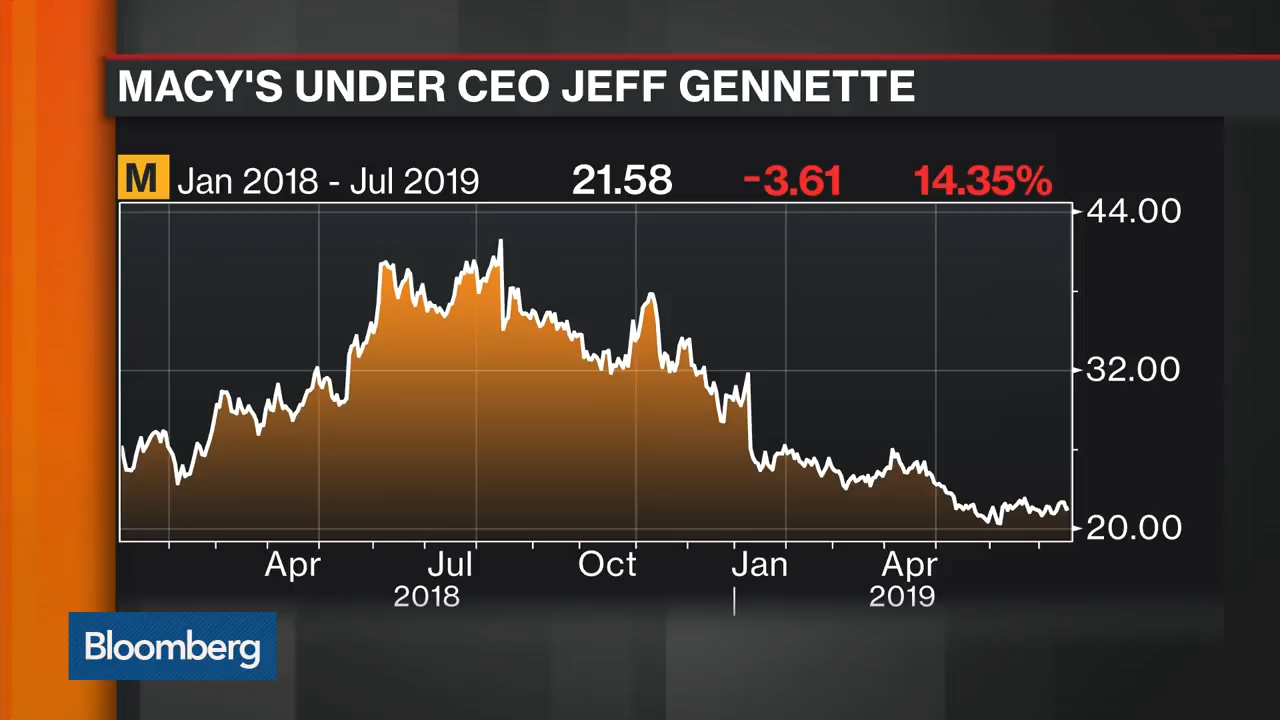 MACY'S UNDER CEO JEFF GENNETTE
M Jan 2018 - Jul 2019 21.58 -3.61 14.35%
44.00
32.00
20.00
Apr Jul Oct Jan Apr
2018 2019
Bloomberg